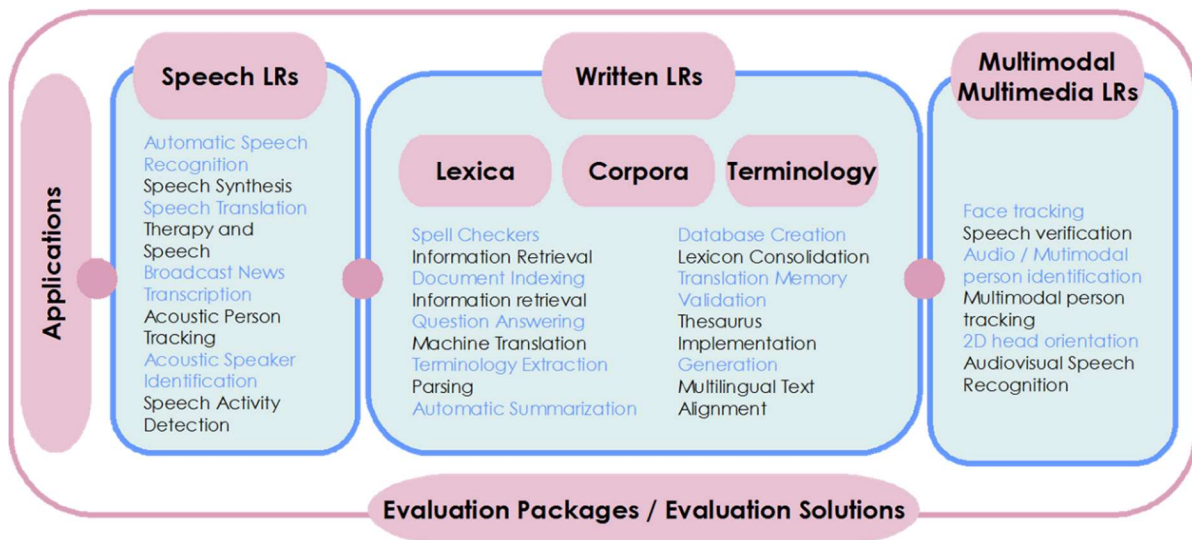 Applications
Speech LRs
Automatic Speech
Recognition
Speech Synthesis
Speech Translation
Therapy and
Speech
Broadcast News
Transcription
Acoustic Person
Tracking
Acoustic Speaker
Identification
Speech Activity
Detection
Written LRs
Lexica
Corpora
Terminology
Spell Checkers
Information Retrieval
Document Indexing
Information retrieval
Question Answering
Machine Translation
Terminology Extraction
Parsing
Automatic Summarization
Database Creation
Lexicon Consolidation
Translation Memory
Validation
Thesaurus
Implementation
Generation
Multilingual Text
Alignment
Multimodal
Multimedia LRs
Face tracking
Speech verification
Audio / Mutimodal
person identification
Multimodal person
tracking
2D head orientation
Audiovisual Speech
Recognition
Evaluation Packages / Evaluation Solutions